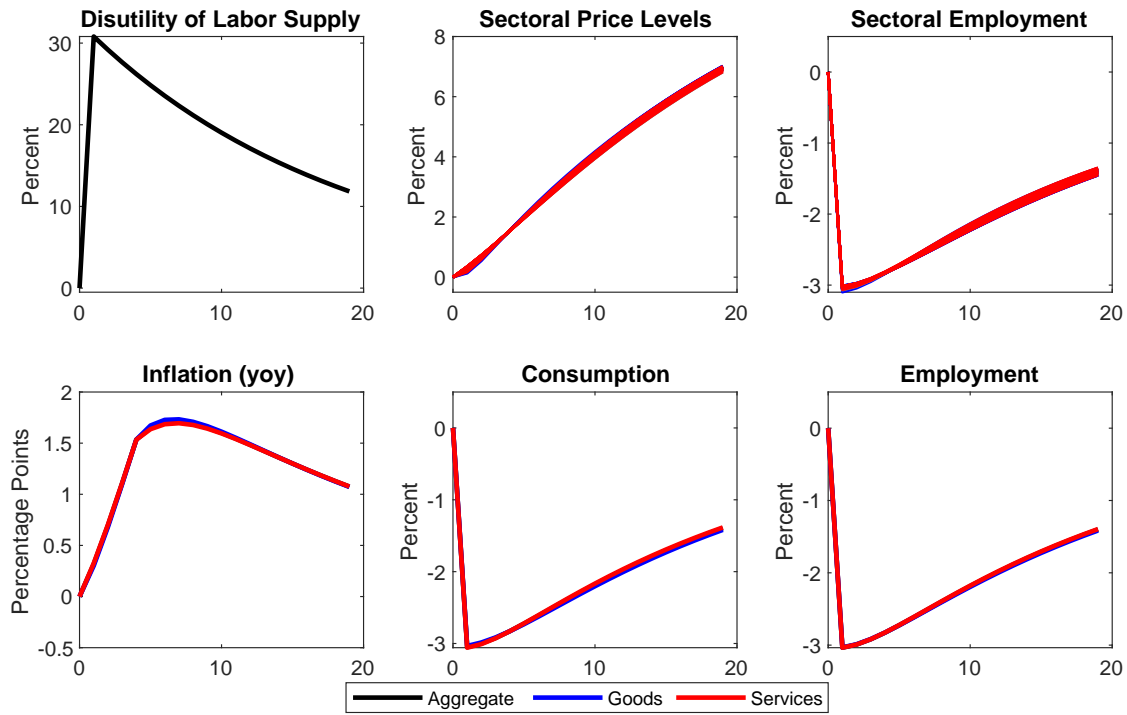 Disutility of Labor Supply
Percent
30
20
10
0
0 10 20
Sectoral Price Levels
Percent
8
6
4
2
0
0 10 20
Sectoral Employment
Percent
0
-1
-2
-3
0 10 20
Inflation (yoy)
Percentage Points
2
1.5
1
0.5
0
-0.5
0 10 20
Consumption
Percent
0
-1
-2
-3
0 10 20
Employment
Percent
0
-1
-2
-3
0 10 20
Aggregate Goods Services